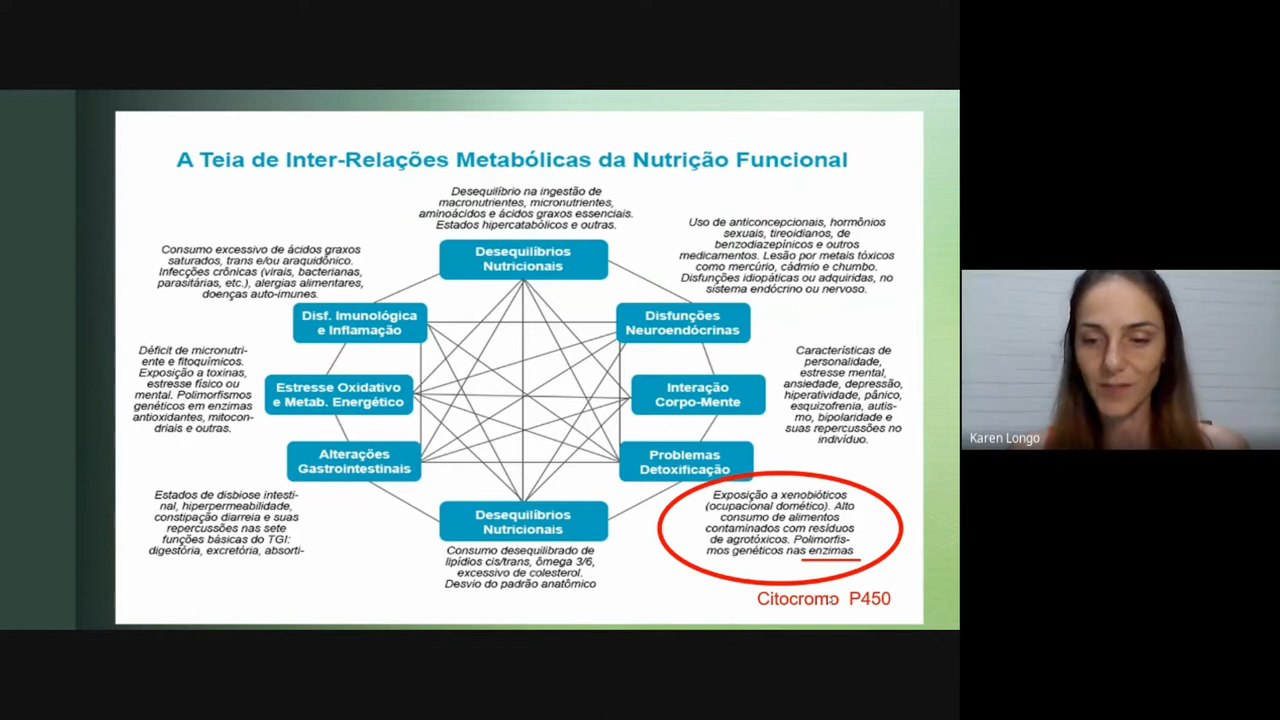 A Teia de Inter-Relações Metabólicas da Nutrição Funcional
Desequilíbrio na ingestão de
macronutrientes, micronutrientes,
aminoácidos e ácidos graxos essenciais.
Estados hipercatabólicos e outras.
Desequilíbrios
Nutricionais
Uso de anticoncepcionais, hormônios
sexuais, tireoidianos, de
benzodiazepínicos e outros
medicamentos. Lesão por metais tóxicos
como mercúrio, cádmio e chumbo.
Disfunções idiopáticas ou adquiridas, no
sistema endócrino ou nervoso.
Consumo excessivo de ácidos graxos
saturados, trans e/ou araquidônico.
Infecções crônicas (virais, bacterianas,
parasitárias, etc.), alergias alimentares,
doenças auto-imunes.
Disf. Imunológica
e Inflamação
Disfunções
Neuroendócrinas
Déficit de micronutri-
ente e fitoquímicos.
Exposição a toxinas,
estresse físico ou
mental. Polimorfismos
genéticos em enzimas
antioxidantes, mitocon-
driais e outras.
Estresse Oxidativo
e Metab. Energético
Interação
Corpo-Mente
Características de
personalidade,
estresse mental,
ansiedade, depressão,
hiperatividade, pânico,
esquizofrenia, autis-
mo, bipolaridade e
suas repercussões no
indivíduo.
Alterações
Gastrointestinais
Problemas
Detoxificação
Estados de disbiose intesti-
nal, hiperpermeabilidade,
constipação diarreia e suas
repercussões nas sete
funções básicas do TGI:
digestória, excretória, absorti-
Desequilíbrios
Nutricionais
Consumo desequilibrado de
lipídios cis/trans, ômega 3/6,
excessivo de colesterol.
Desvio do padrão anatômico
Exposição a xenobióticos
(ocupacional domético). Alto
consumo de alimentos
contaminados com resíduos
de agrotóxicos. Polimorfis-
mos genéticos nas enzimas
Citocromo P450
Karen Longo